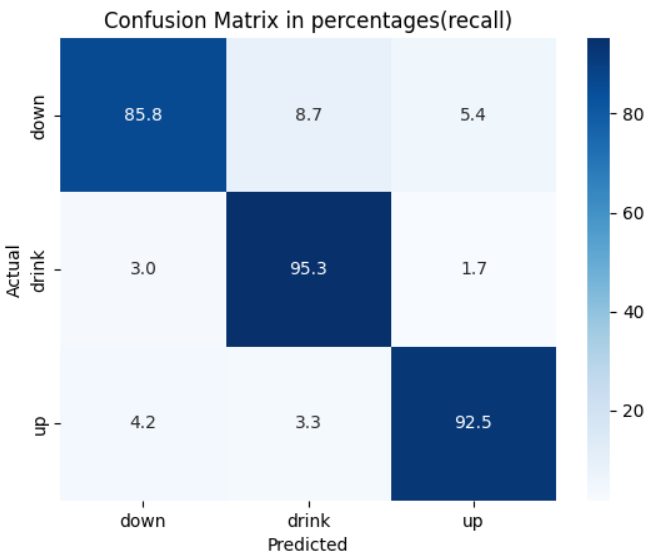 Confusion Matrix in percentages(recall)
down
85.8
8.7
5.4
80
60
Actual
drink
3.0
95.3
1.7
40
20
up
4.2
3.3
92.5
down
drink
up
Predicted